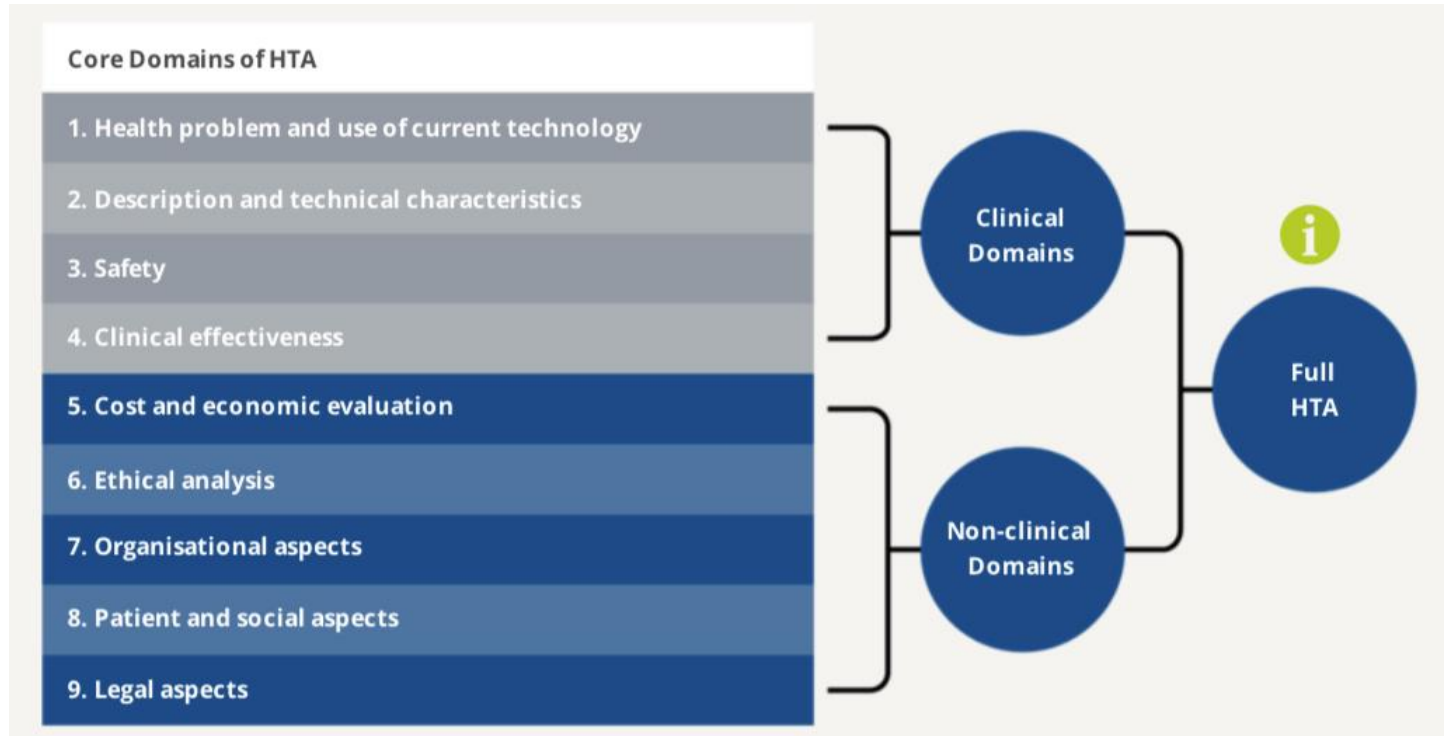 Core Domains of HTA
1. Health problem and use of current technology
2. Description and technical characteristics
3. Safety
4. Clinical effectiveness
5. Cost and economic evaluation
6. Ethical analysis
7. Organisational aspects
8. Patient and social aspects
9. Legal aspects
Clinical
Domains
Non-clinical
Domains
i
Full
HTA